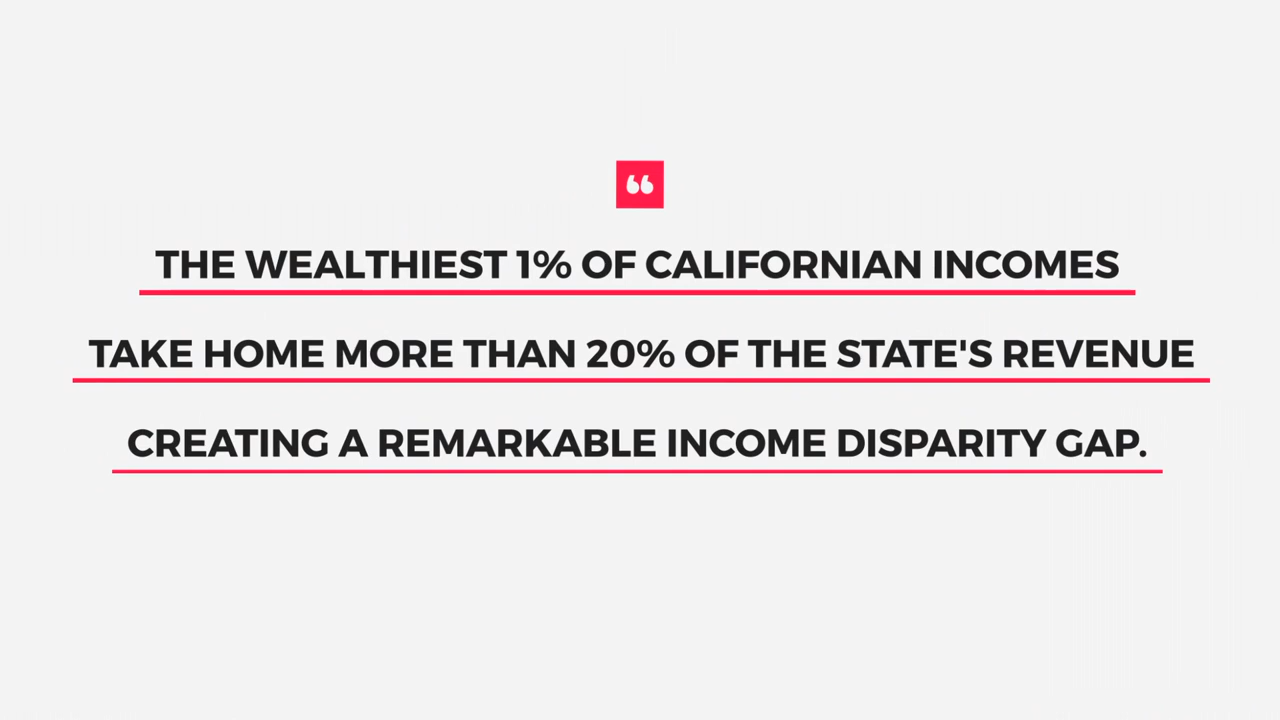 ❝
THE WEALTHIEST 1% OF CALIFORNIAN INCOMES
TAKE HOME MORE THAN 20% OF THE STATE'S REVENUE
CREATING A REMARKABLE INCOME DISPARITY GAP.